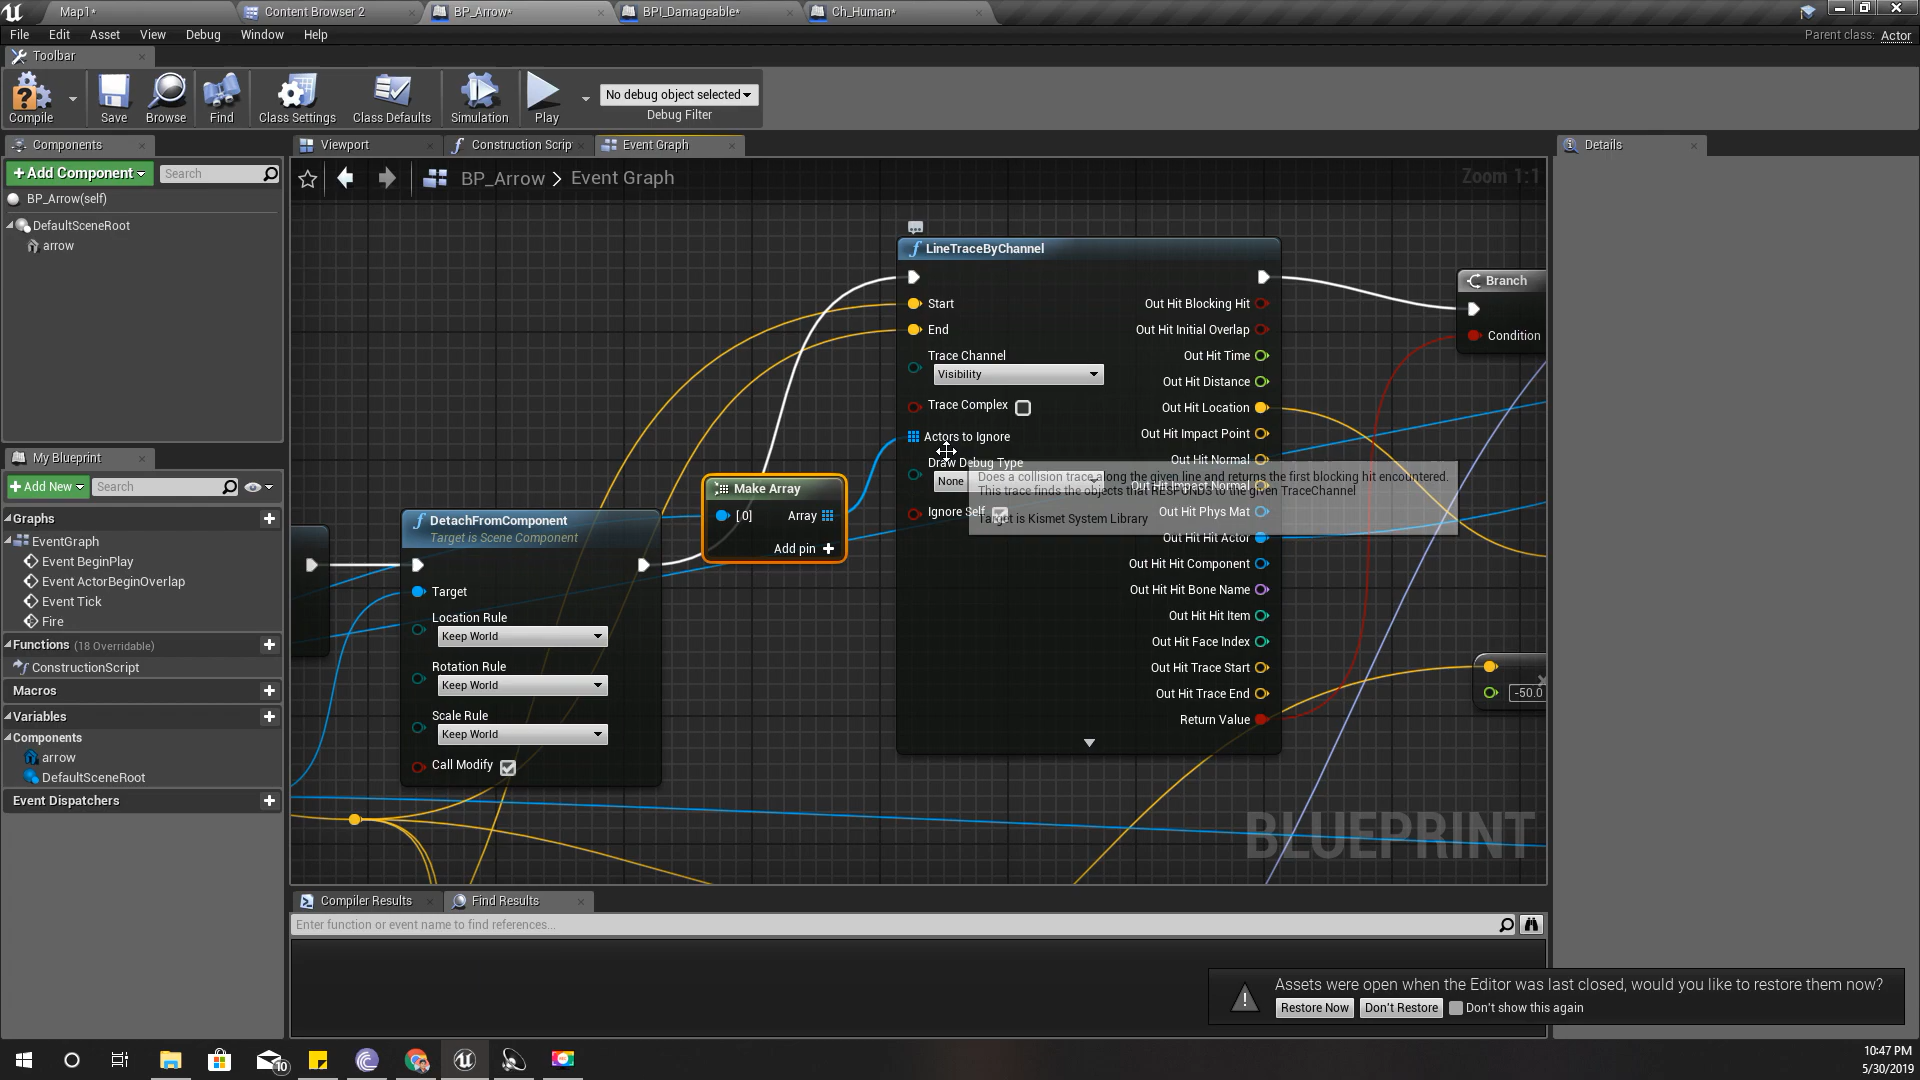 Map1*
Content Browser 2
BP_Arrow*
BPI_Damageable*
Ch_Human*
File Edit Asset View Debug Window Help
Parent class: Actor
Toolbar
Compile
Save
Browse
Find
Class Settings
Class Defaults
Simulation
Play
No debug object selected
Debug Filter
Components
+Add Component
Search
BP_Arrow(self)
DefaultSceneRoot
arrow
Viewport
Construction Scrip
Event Graph
Details
BP_Arrow > Event Graph
Zoom 1:1
My Blueprint
Add New
Search
Graphs
EventGraph
Event BeginPlay
Event ActorBeginOverlap
Event Tick
Fire
Functions (18 Overridable)
ConstructionScript
Macros
Variables
Components
arrow
DefaultSceneRoot
Event Dispatchers
DetachFromComponent
Target is Scene Component
Target
Location Rule
Keep World
Rotation Rule
Keep World
Scale Rule
Keep World
Call Modify
Make Array
[0]
Array
Add pin +
LineTraceByChannel
Start
End
Trace Channel
Visibility
Trace Complex
Actors to Ignore
Draw Debug Type
None
Ignore Self
Out Hit Blocking Hit
Out Hit Initial Overlap
Out Hit Time
Out Hit Distance
Out Hit Location
Out Hit Impact Point
Out Hit Normal
Out Hit Impact Normal
Out Hit Phys Mat
Out Hit Hit Actor
Out Hit Hit Component
Out Hit Hit Bone Name
Out Hit Hit Item
Out Hit Face Index
Out Hit Trace Start
Out Hit Trace End
Return Value
Does a collision trace along the given line and returns the first blocking hit encountered.
This trace finds the objects that RESPONDS to the given TraceChannel
Target is Kismet System Library
Branch
Condition
-50.0
BLUEPRINT
Compiler Results
Find Results
Enter function or event name to find references...
Assets were open when the Editor was last closed, would you like to restore them now?
Restore Now
Don't Restore
Don't show this again
10
10:47 PM
5/30/2019